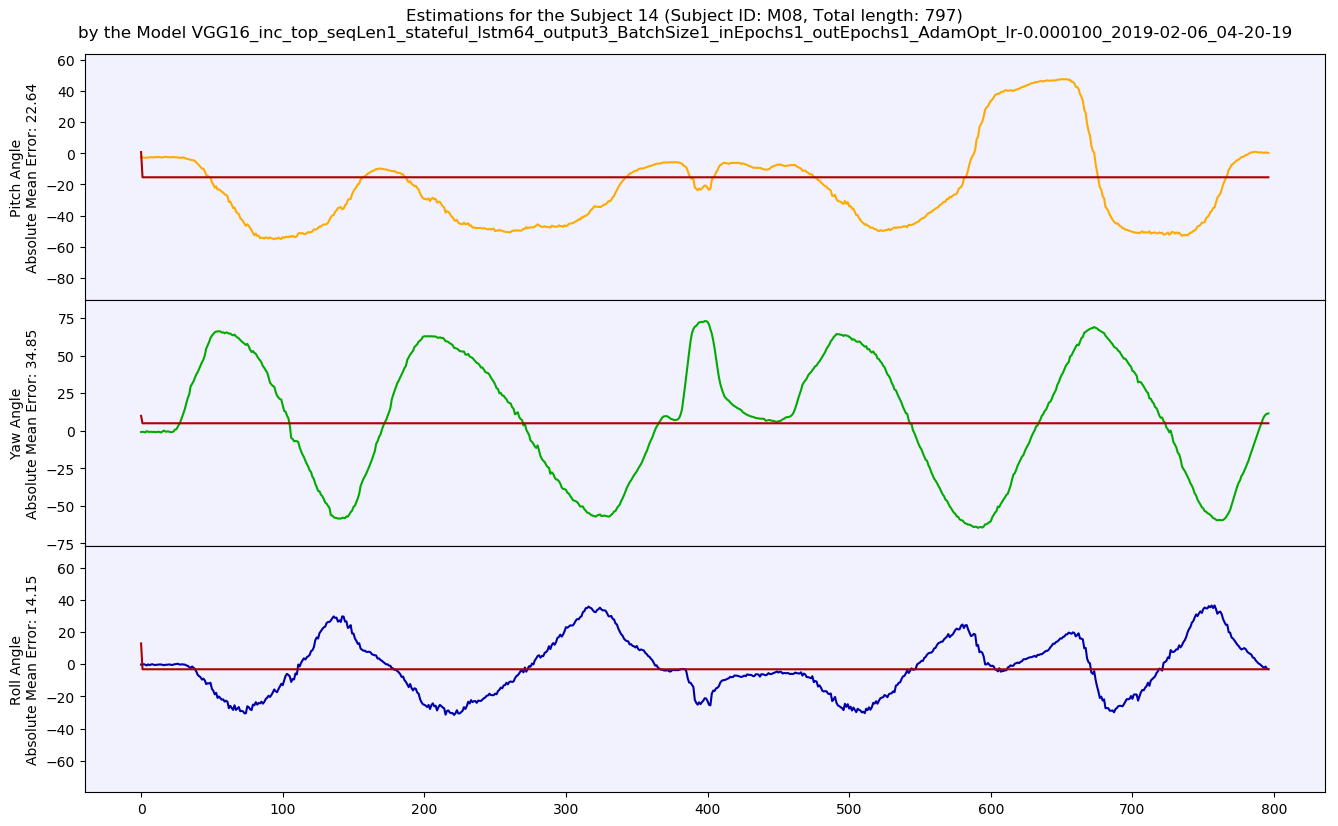 Estimations for the Subject 14 (Subject ID: M08, Total length: 797)
by the Model VGG16_inc_top_seqLen1_stateful_lstm64_output3_BatchSize1_inEpochs1_outEpochs1_AdamOpt_lr-0.000100_2019-02-06_04-20-19
Pitch Angle
Absolute Mean Error: 22.64
60
40
20
0
−20
−40
−60
−80
Yaw Angle
Absolute Mean Error: 34.85
75
50
25
0
−25
−50
−75
Roll Angle
Absolute Mean Error: 14.15
60
40
20
0
−20
−40
−60
0 100 200 300 400 500 600 700 800